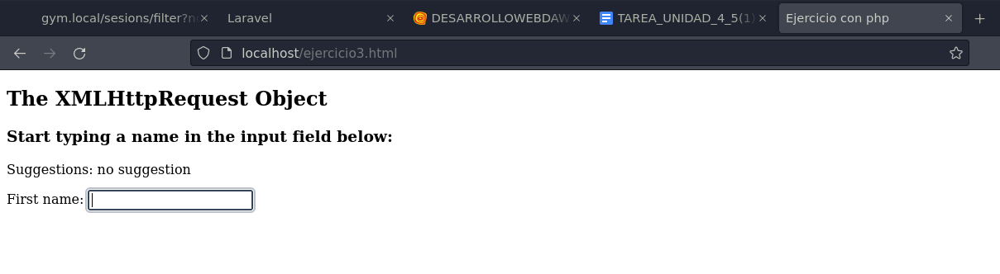 gym.local/sesions/filter?n
Laravel
DESARROLLOWEBDAW
TAREA_UNIDAD_4_5(1)
Ejercicio con php
localhost/ejercicio3.html
The XMLHttpRequest Object
Start typing a name in the input field below:
Suggestions: no suggestion
First name: